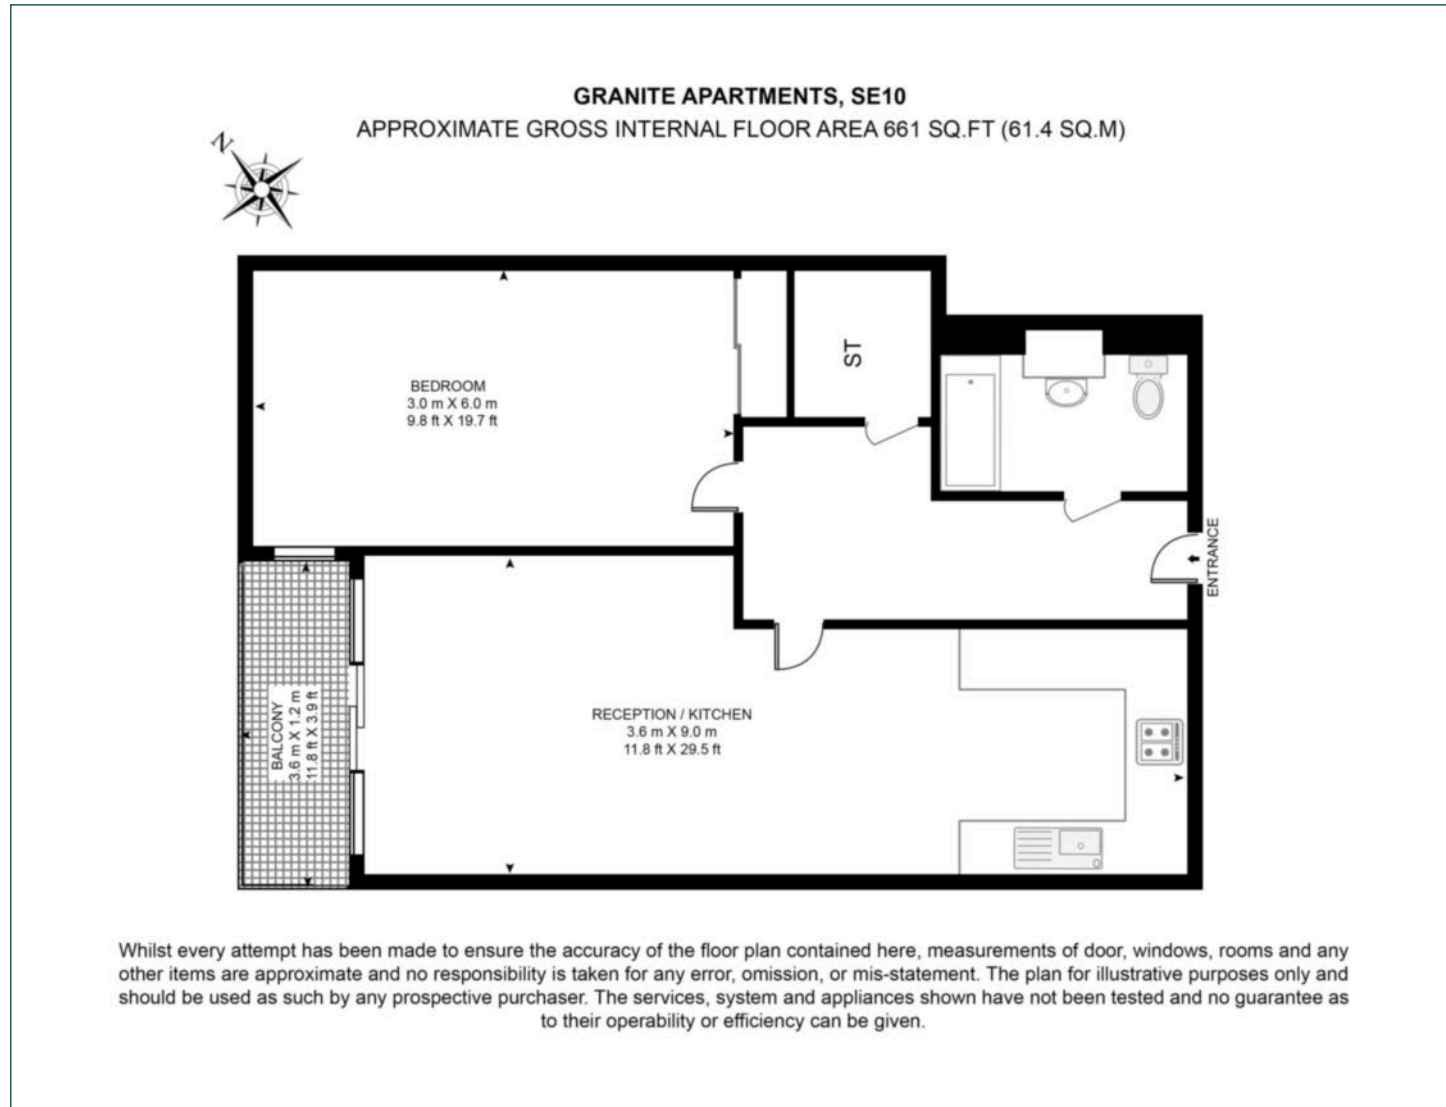 GRANITE APARTMENTS, SE10
APPROXIMATE GROSS INTERNAL FLOOR AREA 661 SQ.FT (61.4 SQ.M)
N
ST
BEDROOM
3.0 m X 6.0 m
9.8 ft X 19.7 ft
ENTRANCE
BALCONY
3.6 m X 1.2 m
11.8 ft X 3.9 ft
RECEPTION / KITCHEN
3.6 m X 9.0 m
11.8 ft X 29.5 ft
Whilst every attempt has been made to ensure the accuracy of the floor plan contained here, measurements of door, windows, rooms and any
other items are approximate and no responsibility is taken for any error, omission, or mis-statement. The plan for illustrative purposes only and
should be used as such by any prospective purchaser. The services, system and appliances shown have not been tested and no guarantee as
to their operability or efficiency can be given.